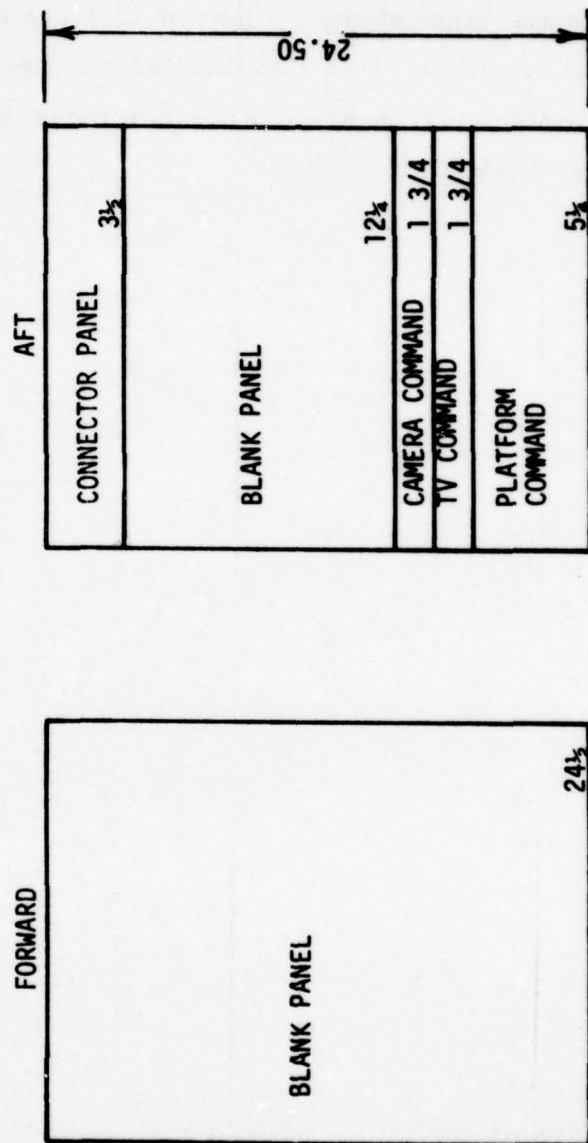 FORWARD
BLANK PANEL
24½
AFT
CONNECTOR PANEL
3½
BLANK PANEL
12¼
CAMERA COMMAND 1 3/4
TV COMMAND 1 3/4
PLATFORM
COMMAND
5¼
24.50